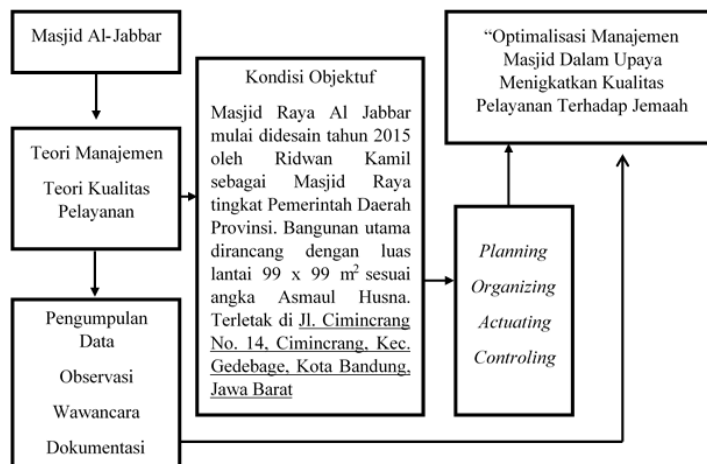 Masjid Al-Jabbar
Teori Manajemen
Teori Kualitas
Pelayanan
Pengumpulan
Data
Observasi
Wawancara
Dokumentasi
Kondisi Objektuf
Masjid Raya Al Jabbar
mulai didesain tahun 2015
oleh Ridwan Kamil
sebagai Masjid Raya
tingkat Pemerintah Daerah
Provinsi. Bangunan utama
dirancang dengan luas
lantai 99 x 99 m² sesuai
angka Asmaul Husna.
Terletak di Jl. Cimincrang
No. 14, Cimincrang, Kec.
Gedebage, Kota Bandung,
Jawa Barat
Planning
Organizing
Actuating
Controling
“Optimalisasi Manajemen
Masjid Dalam Upaya
Menigkatkan Kualitas
Pelayanan Terhadap Jemaah